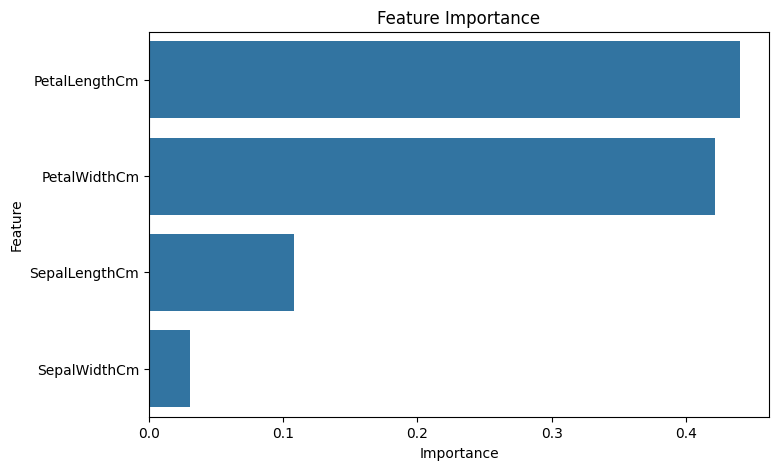 Feature Importance
PetalLengthCm
PetalWidthCm
SepalLengthCm
SepalWidthCm
Feature
0.0 0.1 0.2 0.3 0.4
Importance